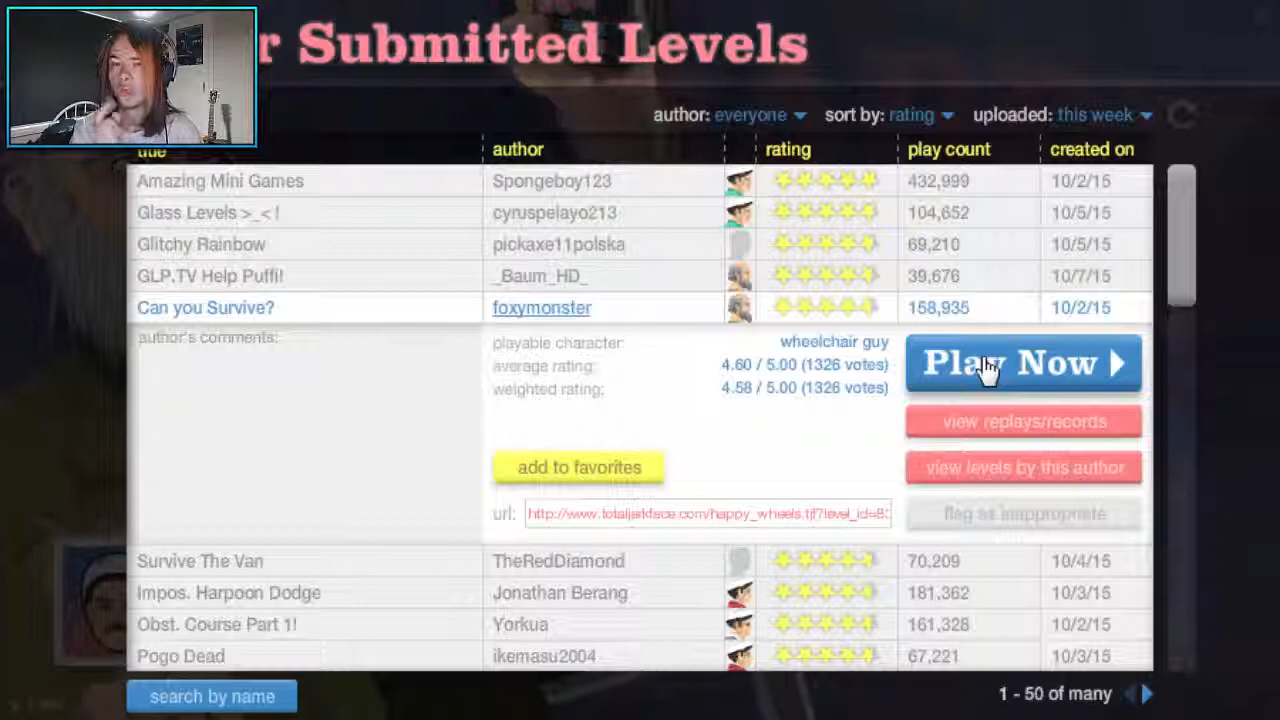 r Submitted Levels
author: everyone sort by: rating uploaded: this week
title author rating play count created on
Amazing Mini Games Spongeboy123 432,999 10/2/15
Glass Levels >_< ! cyruspelayo213 104,652 10/5/15
Glitchy Rainbow pickaxe11polska 69,210 10/5/15
GLP.TV Help Puffi! _Baum_HD_ 39,676 10/7/15
Can you Survive? foxymonster 158,935 10/2/15
author's comments: playable character: wheelchair guy Play Now
average rating: 4.60 / 5.00 (1326 votes)
weighted rating: 4.58 / 5.00 (1326 votes)
view replays/records
add to favorites view levels by this author
url: http://www.totaljerkface.com/happy_wheels.tjf?level_id=8 flag as inappropriate
Survive The Van TheRedDiamond 70,209 10/4/15
Impos. Harpoon Dodge Jonathan Berang 181,362 10/3/15
Obst. Course Part 1! Yorkua 161,328 10/2/15
Pogo Dead ikemasu2004 67,221 10/3/15
search by name 1 - 50 of many